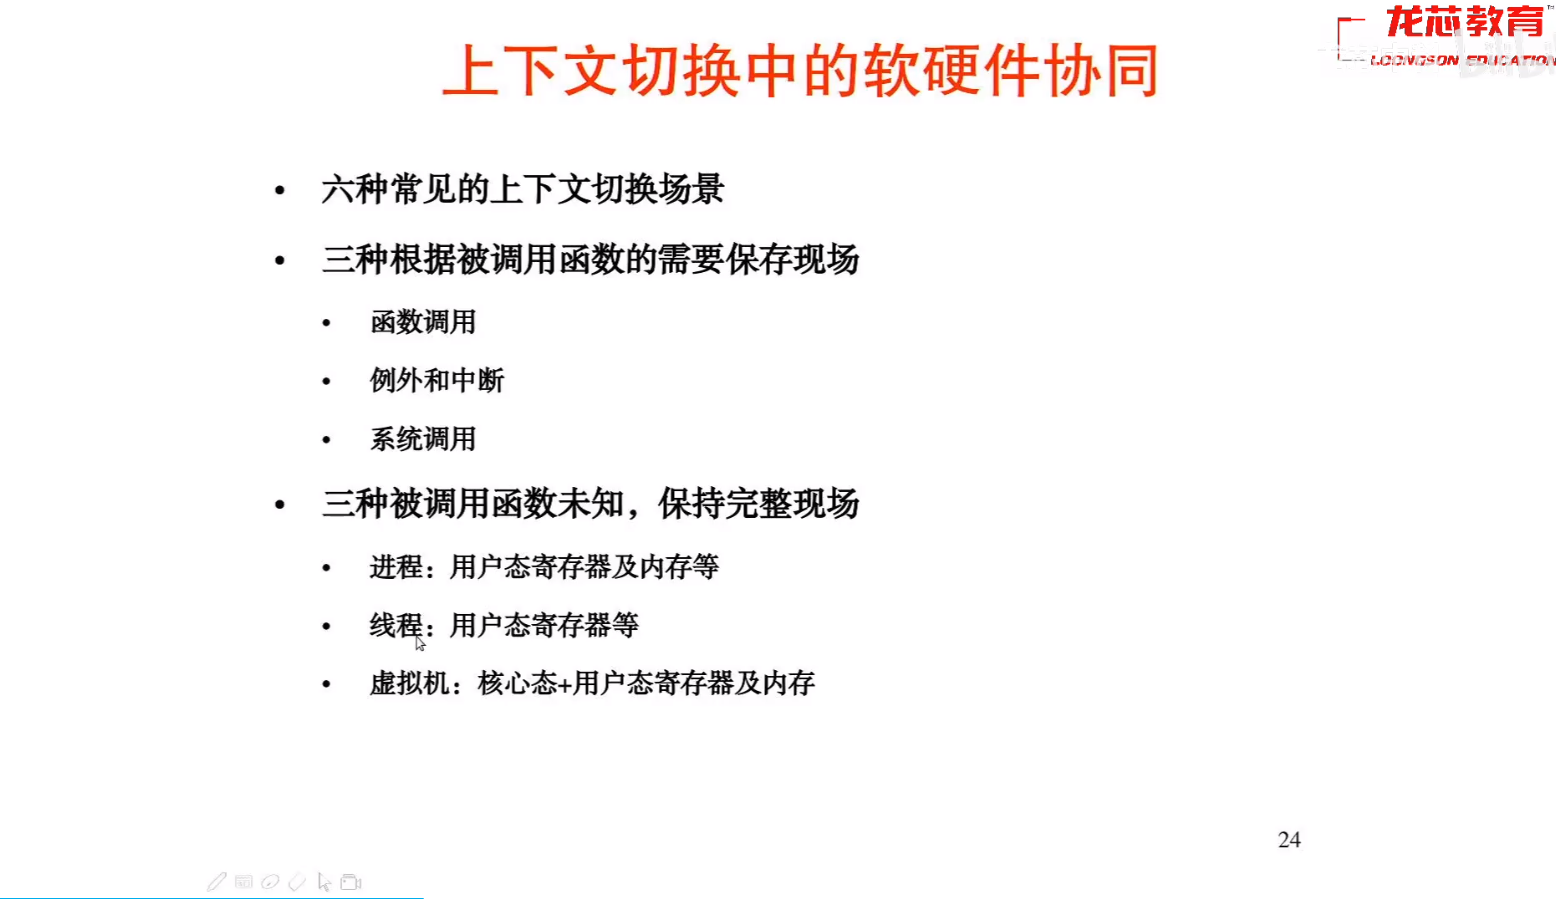 龙芯教育
LOONGSON EDUCATION
上下文切换中的软硬件协同
• 六种常见的上下文切换场景
• 三种根据被调用函数的需要保存现场
• 函数调用
• 例外和中断
• 系统调用
• 三种被调用函数未知，保持完整现场
• 进程：用户态寄存器及内存等
• 线程：用户态寄存器等
• 虚拟机：核心态+用户态寄存器及内存
24